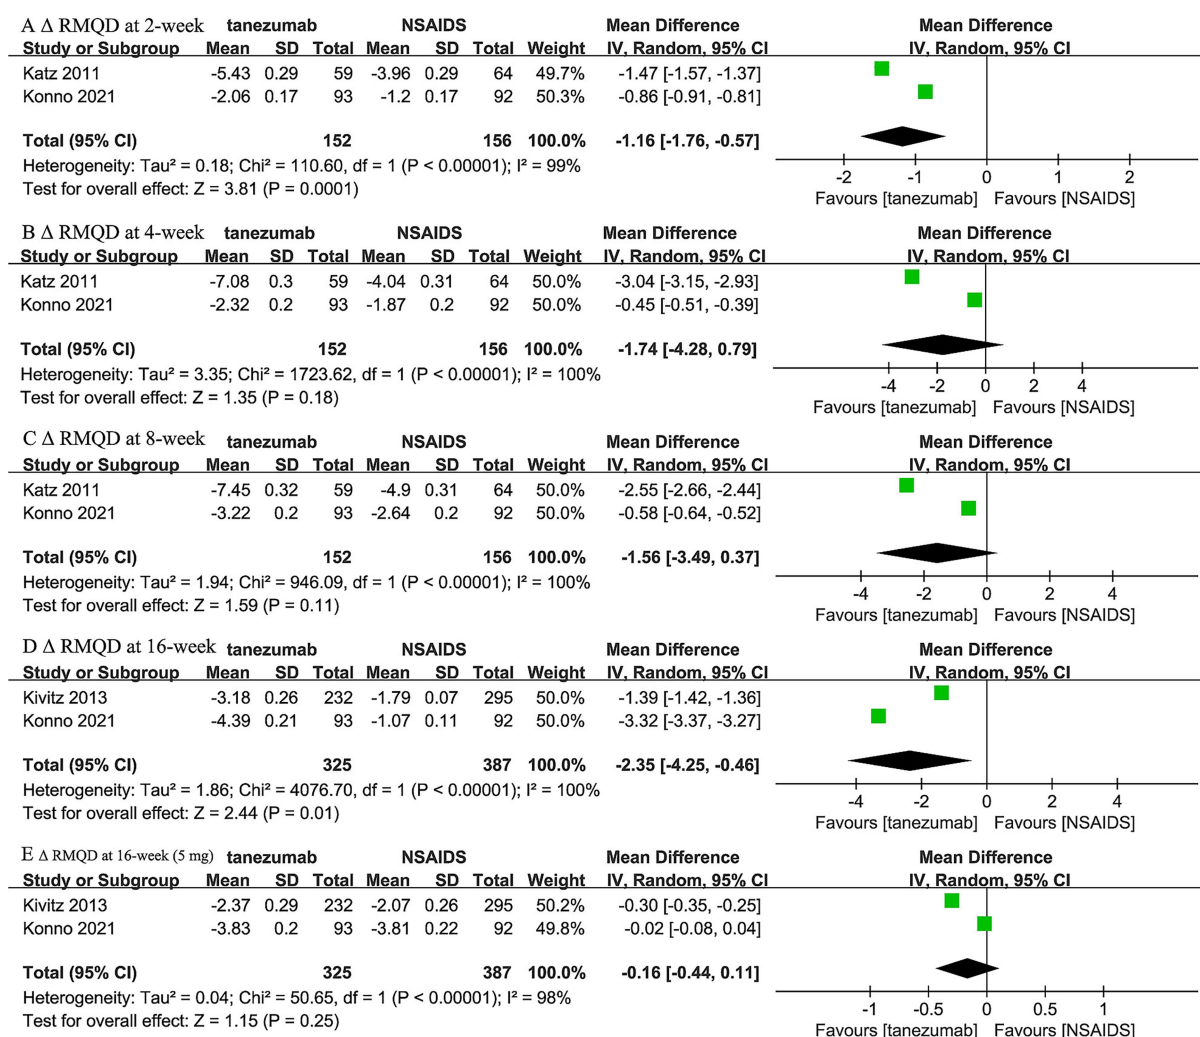 A Δ RMQD at 2-week tanezumab NSAIDS Mean Difference Mean Difference
Study or Subgroup Mean SD Total Mean SD Total Weight IV, Random, 95% CI IV, Random, 95% CI
Katz 2011 -5.43 0.29 59 -3.96 0.29 64 49.7% -1.47 [-1.57, -1.37]
Konno 2021 -2.06 0.17 93 -1.2 0.17 92 50.3% -0.86 [-0.91, -0.81]
Total (95% CI) 152 156 100.0% -1.16 [-1.76, -0.57]
Heterogeneity: Tau² = 0.18; Chi² = 110.60, df = 1 (P < 0.00001); I² = 99%
Test for overall effect: Z = 3.81 (P = 0.0001)
-2 -1 0 1 2
Favours [tanezumab] Favours [NSAIDS]
B Δ RMQD at 4-week tanezumab NSAIDS Mean Difference Mean Difference
Study or Subgroup Mean SD Total Mean SD Total Weight IV, Random, 95% CI IV, Random, 95% CI
Katz 2011 -7.08 0.3 59 -4.04 0.31 64 50.0% -3.04 [-3.15, -2.93]
Konno 2021 -2.32 0.2 93 -1.87 0.2 92 50.0% -0.45 [-0.51, -0.39]
Total (95% CI) 152 156 100.0% -1.74 [-4.28, 0.79]
Heterogeneity: Tau² = 3.35; Chi² = 1723.62, df = 1 (P < 0.00001); I² = 100%
Test for overall effect: Z = 1.35 (P = 0.18)
-4 -2 0 2 4
Favours [tanezumab] Favours [NSAIDS]
C Δ RMQD at 8-week tanezumab NSAIDS Mean Difference Mean Difference
Study or Subgroup Mean SD Total Mean SD Total Weight IV, Random, 95% CI IV, Random, 95% CI
Katz 2011 -7.45 0.32 59 -4.9 0.31 64 50.0% -2.55 [-2.66, -2.44]
Konno 2021 -3.22 0.2 93 -2.64 0.2 92 50.0% -0.58 [-0.64, -0.52]
Total (95% CI) 152 156 100.0% -1.56 [-3.49, 0.37]
Heterogeneity: Tau² = 1.94; Chi² = 946.09, df = 1 (P < 0.00001); I² = 100%
Test for overall effect: Z = 1.59 (P = 0.11)
-4 -2 0 2 4
Favours [tanezumab] Favours [NSAIDS]
D Δ RMQD at 16-week tanezumab NSAIDS Mean Difference Mean Difference
Study or Subgroup Mean SD Total Mean SD Total Weight IV, Random, 95% CI IV, Random, 95% CI
Kivitz 2013 -3.18 0.26 232 -1.79 0.07 295 50.0% -1.39 [-1.42, -1.36]
Konno 2021 -4.39 0.21 93 -1.07 0.11 92 50.0% -3.32 [-3.37, -3.27]
Total (95% CI) 325 387 100.0% -2.35 [-4.25, -0.46]
Heterogeneity: Tau² = 1.86; Chi² = 4076.70, df = 1 (P < 0.00001); I² = 100%
Test for overall effect: Z = 2.44 (P = 0.01)
-4 -2 0 2 4
Favours [tanezumab] Favours [NSAIDS]
E Δ RMQD at 16-week (5 mg) tanezumab NSAIDS Mean Difference Mean Difference
Study or Subgroup Mean SD Total Mean SD Total Weight IV, Random, 95% CI IV, Random, 95% CI
Kivitz 2013 -2.37 0.29 232 -2.07 0.26 295 50.2% -0.30 [-0.35, -0.25]
Konno 2021 -3.83 0.2 93 -3.81 0.22 92 49.8% -0.02 [-0.08, 0.04]
Total (95% CI) 325 387 100.0% -0.16 [-0.44, 0.11]
Heterogeneity: Tau² = 0.04; Chi² = 50.65, df = 1 (P < 0.00001); I² = 98%
Test for overall effect: Z = 1.15 (P = 0.25)
-1 -0.5 0 0.5 1
Favours [tanezumab] Favours [NSAIDS]